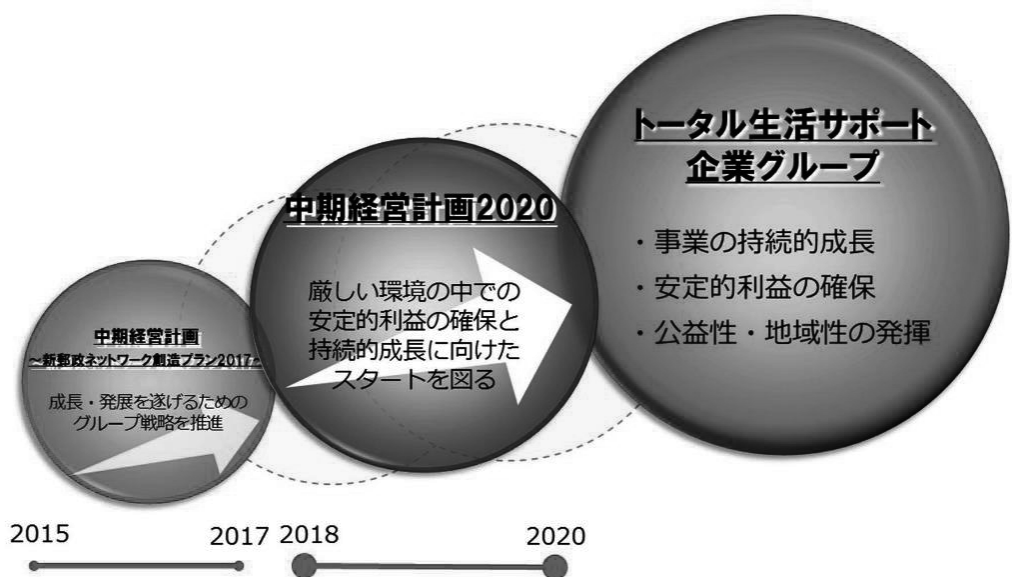 中期経営計画
～新郵政ネットワーク創造プラン2017～
成長・発展を遂げるための
グループ戦略を推進
中期経営計画2020
厳しい環境の中での
安定的利益の確保と
持続的成長に向けた
スタートを図る
トータル生活サポート
企業グループ
・事業の持続的成長
・安定的利益の確保
・公益性・地域性の発揮
2015
2017
2018
2020